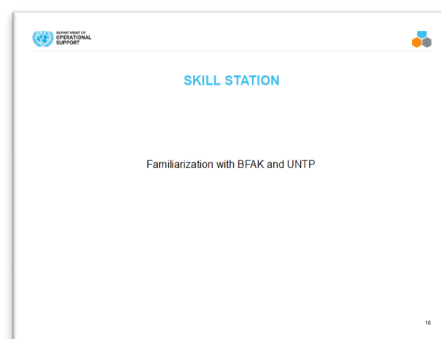 DEPARTMENT OF
OPERATIONAL
SUPPORT
SKILL STATION
Familiarization with BFAK and UNTP
16